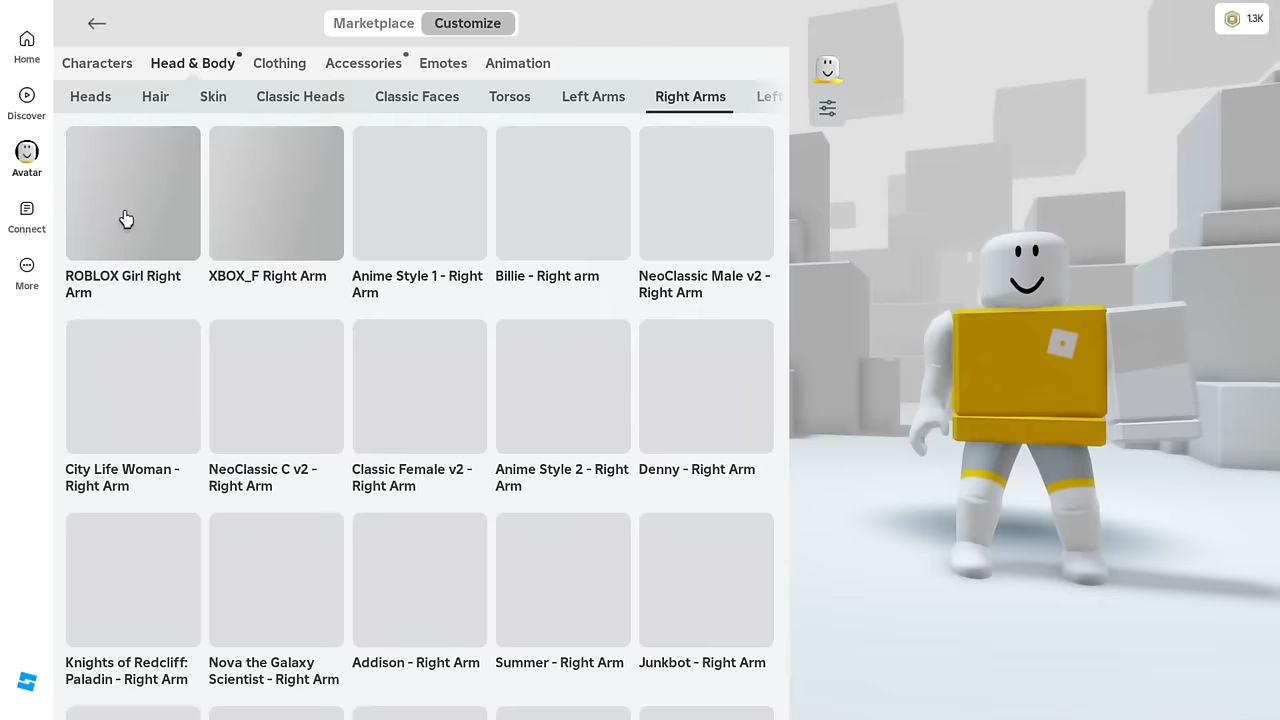 Marketplace Customize
1.3K
Home
Discover
Avatar
Connect
More
Characters Head & Body Clothing Accessories Emotes Animation
Heads Hair Skin Classic Heads Classic Faces Torsos Left Arms Right Arms Left
ROBLOX Girl Right
Arm
XBOX_F Right Arm
Anime Style 1 - Right
Arm
Billie - Right arm
NeoClassic Male v2 -
Right Arm
City Life Woman -
Right Arm
NeoClassic C v2 -
Right Arm
Classic Female v2 -
Right Arm
Anime Style 2 - Right
Arm
Denny - Right Arm
Knights of Redcliff:
Paladin - Right Arm
Nova the Galaxy
Scientist - Right Arm
Addison - Right Arm
Summer - Right Arm
Junkbot - Right Arm